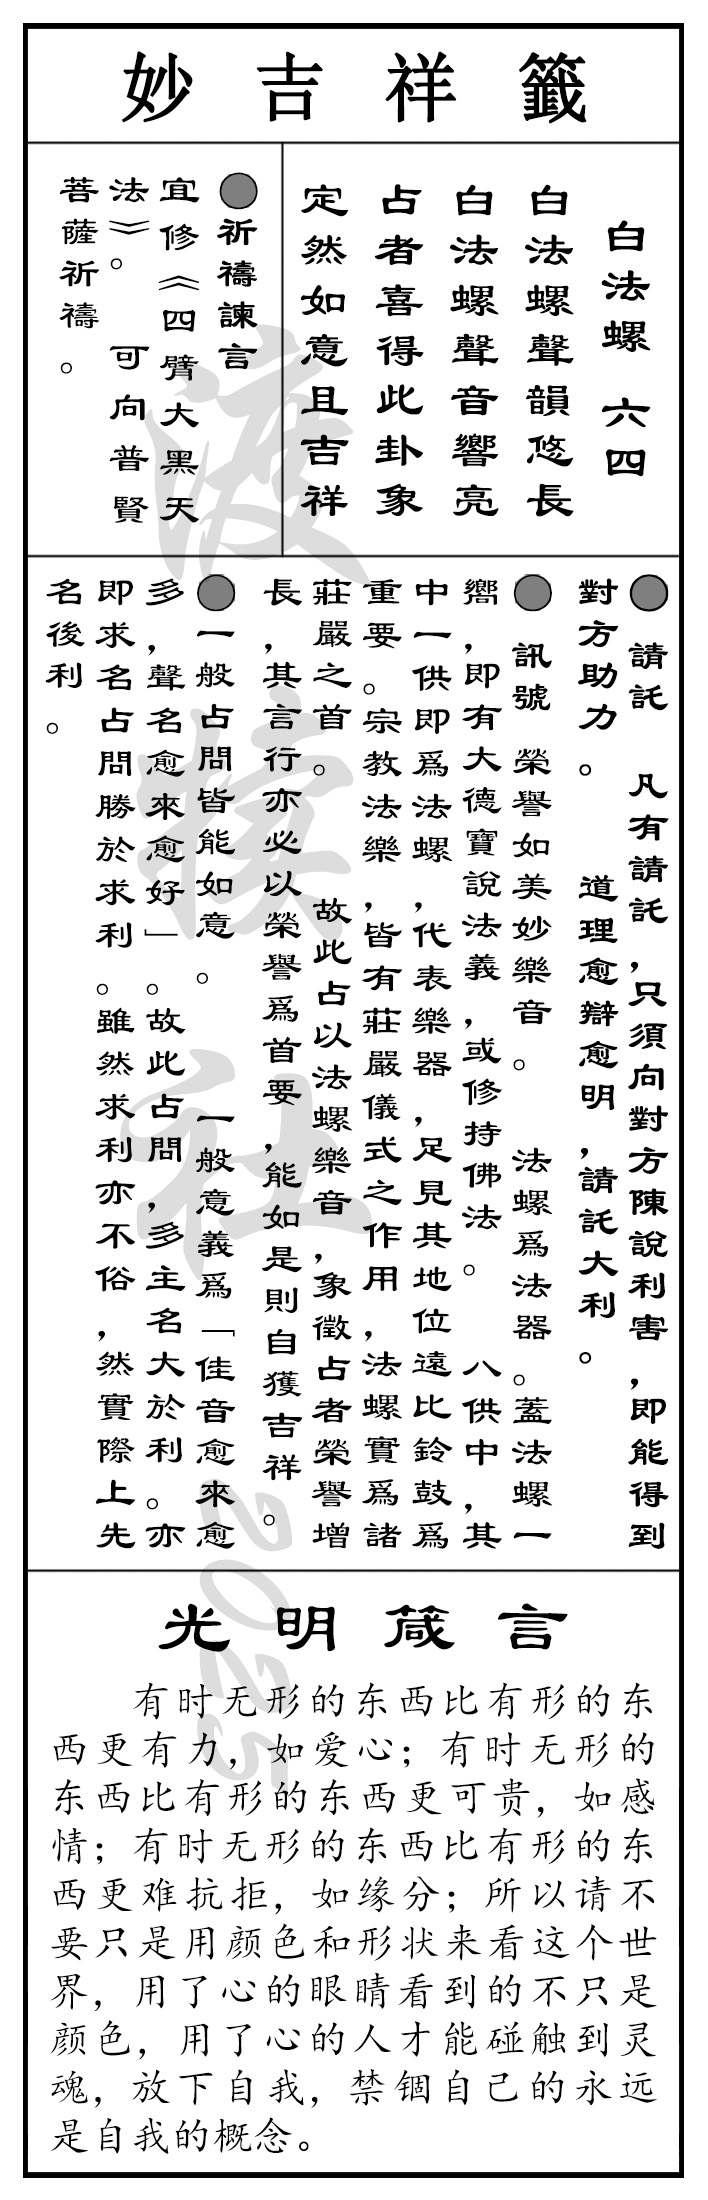 妙吉祥籤
白法螺 六四
白法螺聲韻悠長
白法螺聲音響亮
占者喜得此卦象
定然如意且吉祥
●祈禱諫言
宜修《四臂大黑天
法》。 可向普賢
菩薩祈禱。
● 請託 凡有請託,只須向對方陳說利害,即能得到
對方助力。 道理愈辯愈明,請託大利。
● 訊號 榮譽如美妙樂音。 法螺爲法器。蓋法螺一
嚮,即有大德寶說法義,或修持佛法。 八供中,其
中一供即爲法螺,代表樂器,足見其地位遠比鈴鼓爲
重要。宗教法樂,皆有莊嚴儀式之作用,法螺實爲諸
莊嚴之首。 故此占以法螺樂音,象徵占者榮譽增
長,其言行亦必以榮譽爲首要,能如是則自獲吉祥。
●一般占問皆能如意。 一般意義爲「佳音愈來愈
多,聲名愈來愈好」。故此占問,多主名大於利。亦
即求名占問勝於求利。雖然求利亦不俗,然實際上先
名後利。
光明箴言
有时无形的东西比有形的东
西更有力，如爱心；有时无形的
东西比有形的东西更可贵，如感
情；有时无形的东西比有形的东
西更难抗拒，如缘分；所以请不
要只是用颜色和形状来看这个世
界，用了心的眼睛看到的不只是
颜色，用了心的人才能碰触到灵
魂，放下自我，禁锢自己的永远
是自我的概念。
渡
社
2025